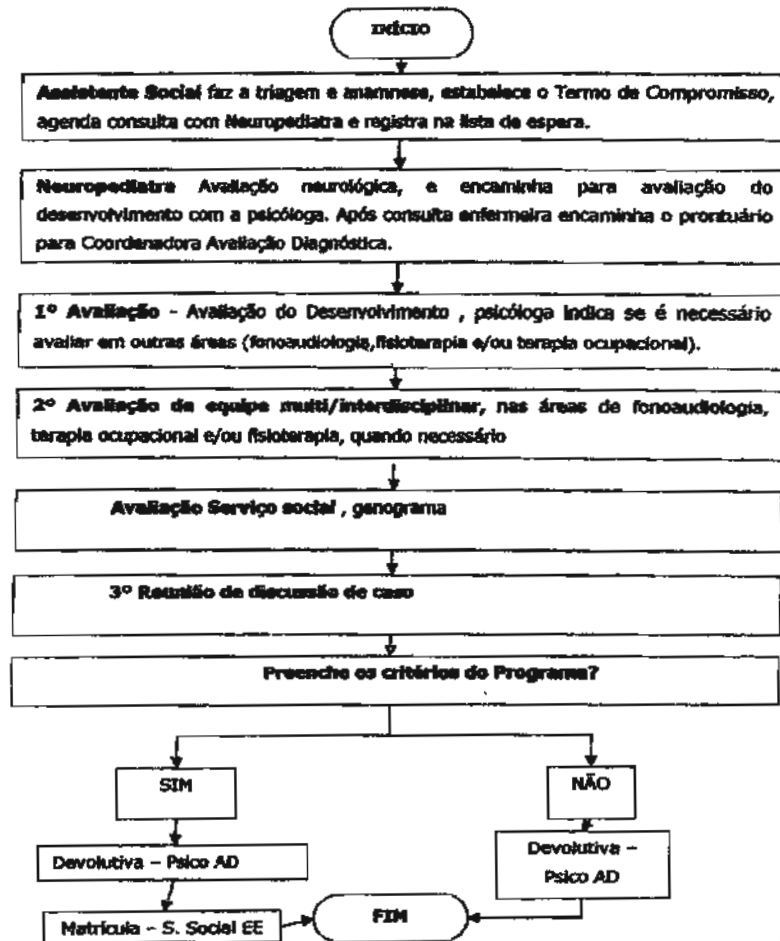 INÍCIO
Assistente Social faz a triagem e anamnese, estabelece o Termo de Compromisso,
agenda consulta com Neuropediatra e registra na lista de espera.
Neuropediatra Avaliação neurológica, e encaminha para avaliação do
desenvolvimento com a psicóloga. Após consulta enfermeira encaminha o prontuário
para Coordenadora Avaliação Diagnóstica.
1º Avaliação - Avaliação do Desenvolvimento , psicóloga indica se é necessário
avaliar em outras áreas (fonoaudiologia,fisioterapia e/ou terapia ocupacional).
2º Avaliação da equipe multi/interdisciplinar, nas áreas de fonoaudiologia,
terapia ocupacional e/ou fisioterapia, quando necessário
Avaliação Serviço social , genograma
3º Reunião de discussão de caso
Preenche os critérios do Programa?
SIM
NÃO
Devolutiva – Psico AD
Devolutiva –
Psico AD
Matrícula – S. Social EE
FIM